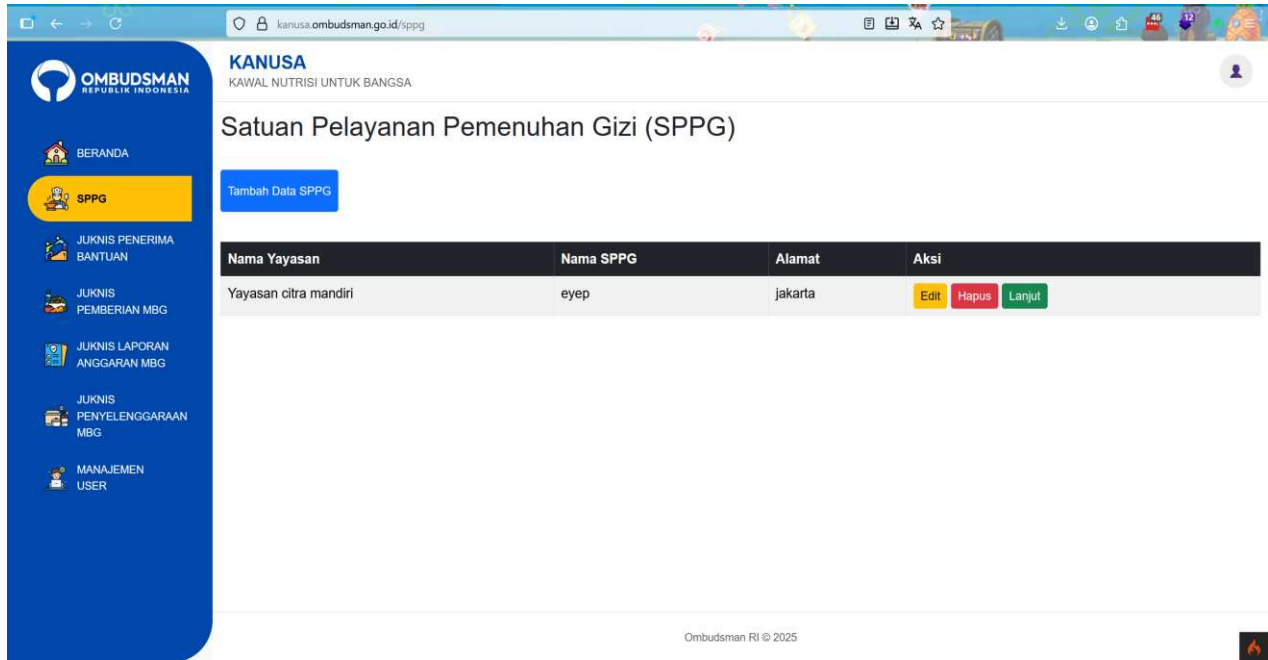 kanusa.ombudsman.go.id/sppg
46
12
OMBUDSMAN
REPUBLIK INDONESIA
KANUSA
KAWAL NUTRISI UNTUK BANGSA
BERANDA
SPPG
JUKNIS PENERIMA
BANTUAN
JUKNIS
PEMBERIAN MBG
JUKNIS LAPORAN
ANGGARAN MBG
JUKNIS
PENYELENGGARAAN
MBG
MANAJEMEN
USER
Satuan Pelayanan Pemenuhan Gizi (SPPG)
Tambah Data SPPG
Nama Yayasan Nama SPPG Alamat Aksi
Yayasan citra mandiri eyep jakarta Edit Hapus Lanjut
Ombudsman RI © 2025